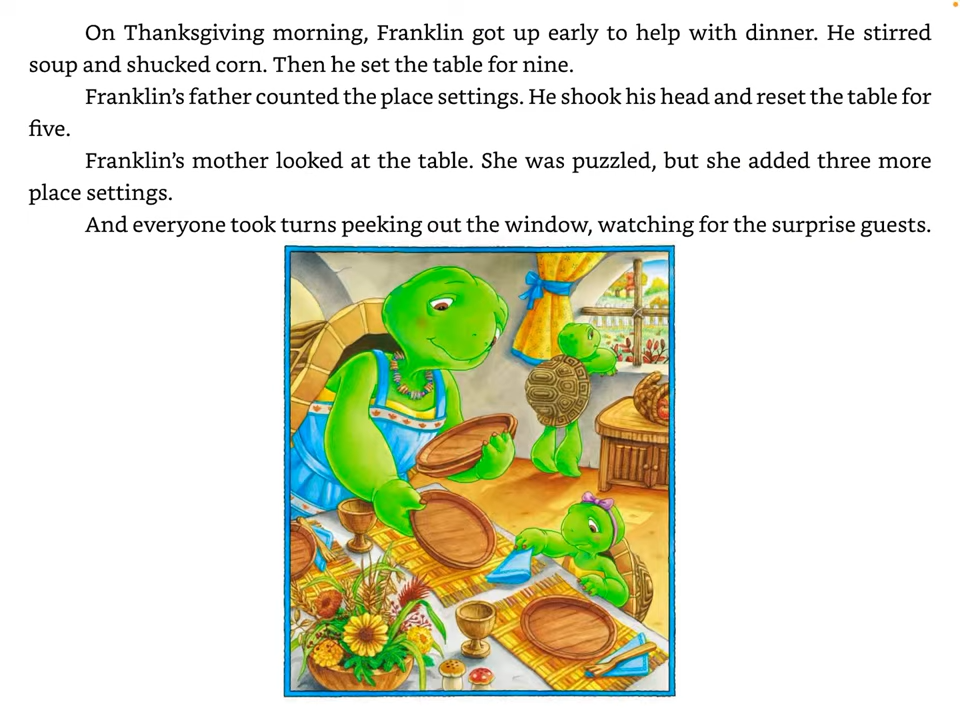 On Thanksgiving morning, Franklin got up early to help with dinner. He stirred
soup and shucked corn. Then he set the table for nine.
Franklin’s father counted the place settings. He shook his head and reset the table for
five.
Franklin’s mother looked at the table. She was puzzled, but she added three more
place settings.
And everyone took turns peeking out the window, watching for the surprise guests.